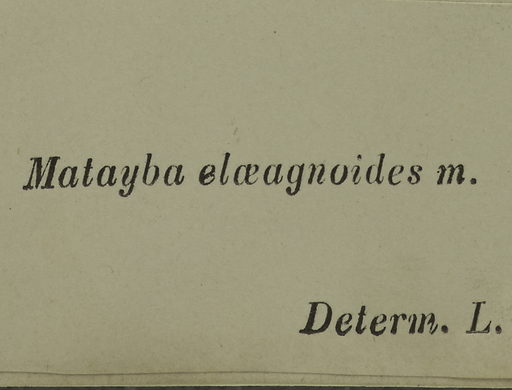 Matayba elæagnoides m.
Determ. L.